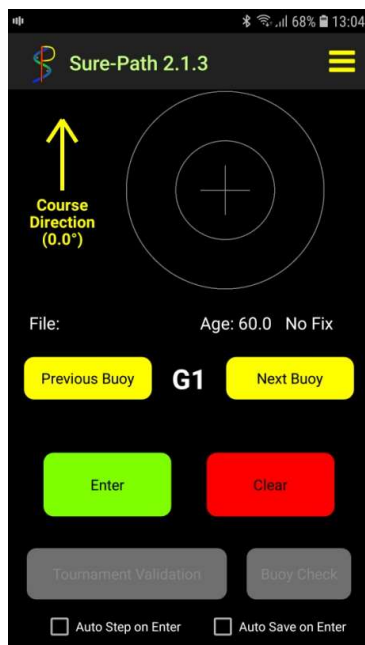 68% 13:04
Sure-Path 2.1.3
Course
Direction
(0.0°)
File: Age: 60.0 No Fix
Previous Buoy G1 Next Buoy
Enter Clear
Tournament Validation Buoy Check
Auto Step on Enter Auto Save on Enter